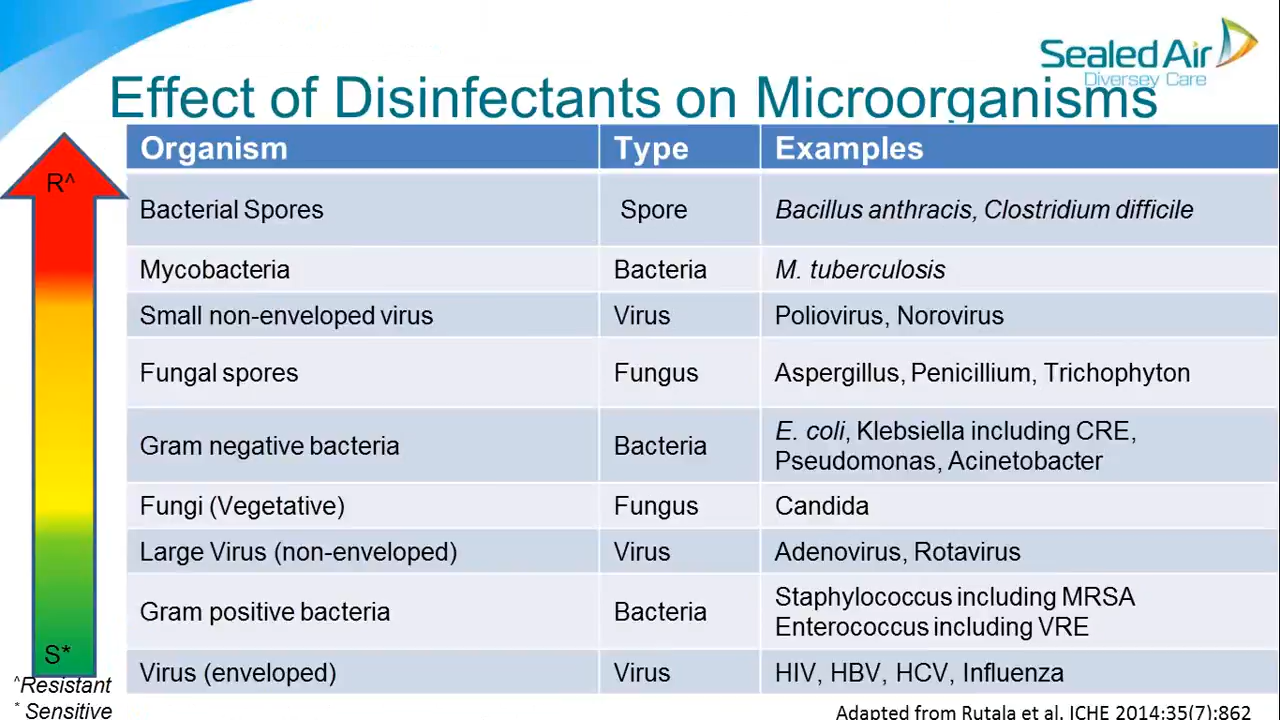 Sealed Air
Diversey Care
Effect of Disinfectants on Microorganisms
Organism Type Examples
R^
Bacterial Spores Spore Bacillus anthracis, Clostridium difficile
Mycobacteria Bacteria M. tuberculosis
Small non-enveloped virus Virus Poliovirus, Norovirus
Fungal spores Fungus Aspergillus, Penicillium, Trichophyton
Gram negative bacteria Bacteria E. coli, Klebsiella including CRE,
Pseudomonas, Acinetobacter
Fungi (Vegetative) Fungus Candida
Large Virus (non-enveloped) Virus Adenovirus, Rotavirus
Gram positive bacteria Bacteria Staphylococcus including MRSA
Enterococcus including VRE
S*
Virus (enveloped) Virus HIV, HBV, HCV, Influenza
^Resistant
* Sensitive
Adapted from Rutala et al. ICHE 2014:35(7):862